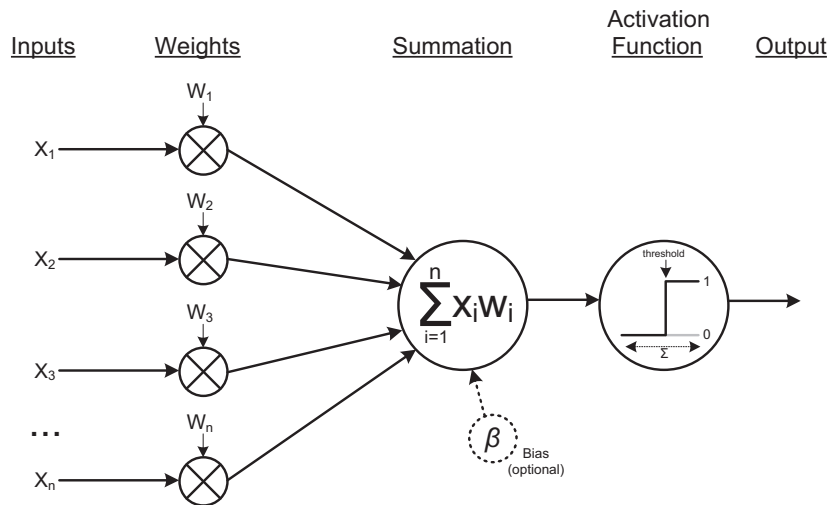 Inputs Weights Summation Activation Function Output
W₁
X₁
W₂
X₂
W₃
X₃
...
Wₙ
Xₙ
n
∑ xᵢwᵢ
i=1
β
Bias
(optional)
threshold
1
0
Σ